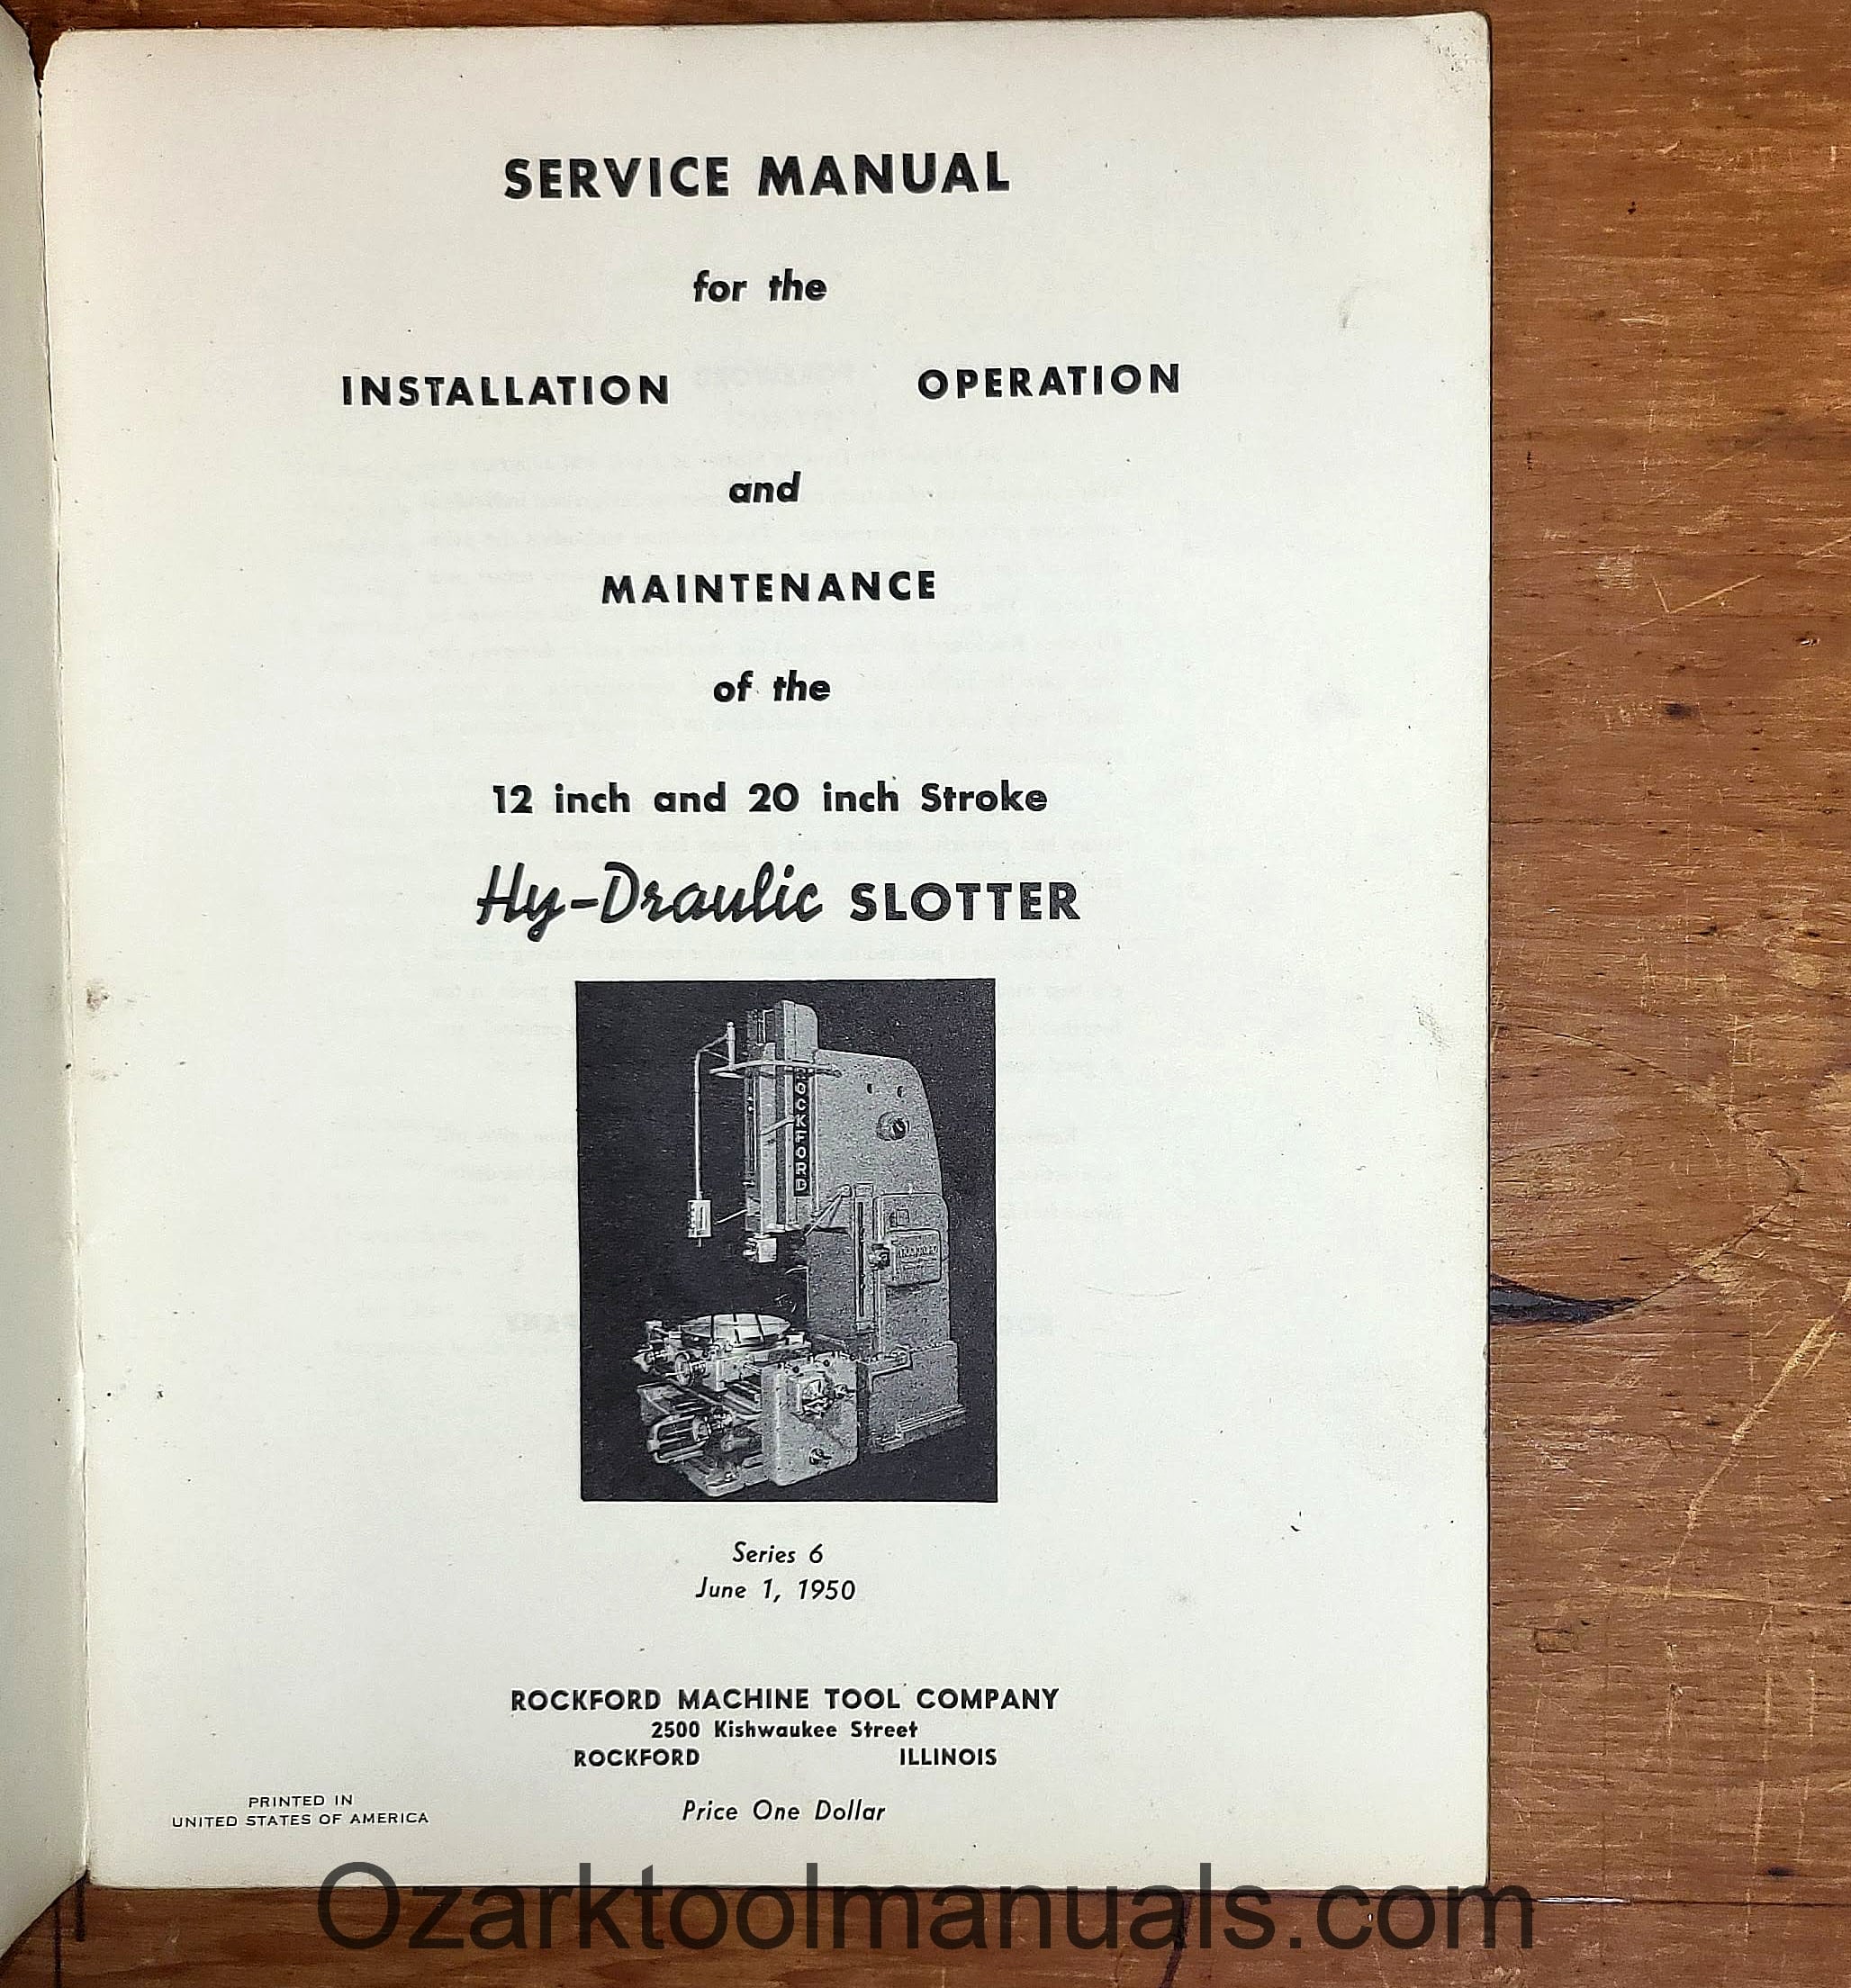 SERVICE MANUAL
for the
INSTALLATION OPERATION
and
MAINTENANCE
of the
12 inch and 20 inch Stroke
Hy-Draulic SLOTTER
ROCKFORD
Series 6
June 1, 1950
ROCKFORD MACHINE TOOL COMPANY
2500 Kishwaukee Street
ROCKFORD ILLINOIS
Price One Dollar
PRINTED IN
UNITED STATES OF AMERICA
Ozarktoolmanuals.com